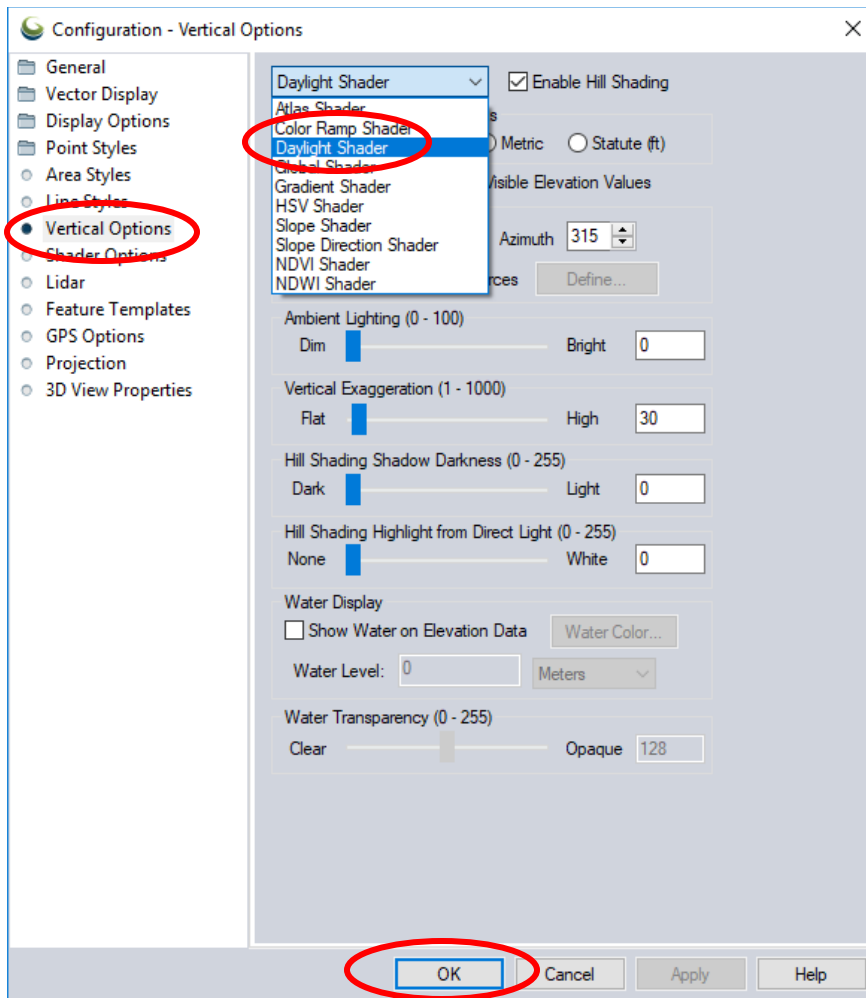 Configuration - Vertical Options
General
Vector Display
Display Options
Point Styles
Area Styles
Line Styles
Vertical Options
Shader Options
Lidar
Feature Templates
GPS Options
Projection
3D View Properties
Daylight Shader
Enable Hill Shading
Atlas Shader
Color Ramp Shader
Daylight Shader
Global Shader
Gradient Shader
HSV Shader
Slope Shader
Slope Direction Shader
NDVI Shader
NDWI Shader
Metric Statute (ft)
Visible Elevation Values
Azimuth 315
Define...
Ambient Lighting (0 - 100)
Dim Bright 0
Vertical Exaggeration (1 - 1000)
Flat High 30
Hill Shading Shadow Darkness (0 - 255)
Dark Light 0
Hill Shading Highlight from Direct Light (0 - 255)
None White 0
Water Display
Show Water on Elevation Data Water Color...
Water Level: 0 Meters
Water Transparency (0 - 255)
Clear Opaque 128
OK Cancel Apply Help